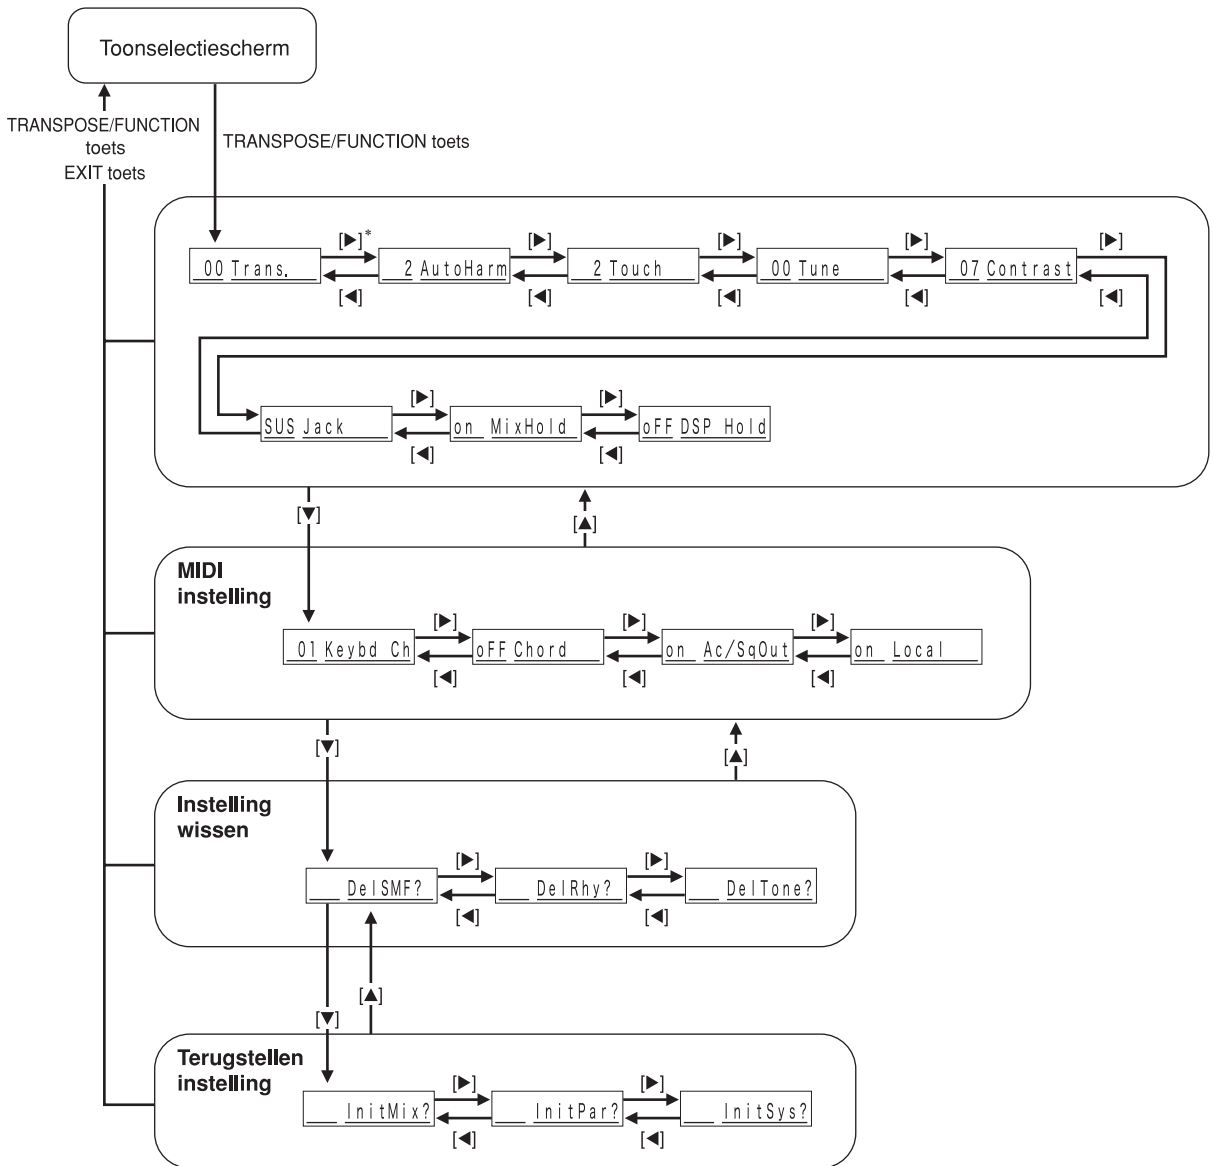 Toonselectiescherm
TRANSPOSE/FUNCTION
toets
EXIT toets
TRANSPOSE/FUNCTION toets
[▶]* [▶] [▶] [▶] [▶]
00 Trans. 2 AutoHarm 2 Touch 00 Tune 07 Contrast
[◀] [◀] [◀] [◀] [◀]
[▶] [▶]
SUS Jack on MixHold oFF DSP Hold
[◀] [◀]
[▼] [▲]
MIDI
instelling
[▶] [▶] [▶]
01 Keybd Ch oFF Chord on Ac/SqOut on Local
[◀] [◀] [◀]
[▼] [▲]
Instelling
wissen
[▶] [▶]
DelSMF? DelRhy? DelTone?
[◀] [◀]
[▼] [▲]
Terugstellen
instelling
[▶] [▶]
InitMix? InitPar? InitSys?
[◀] [◀]